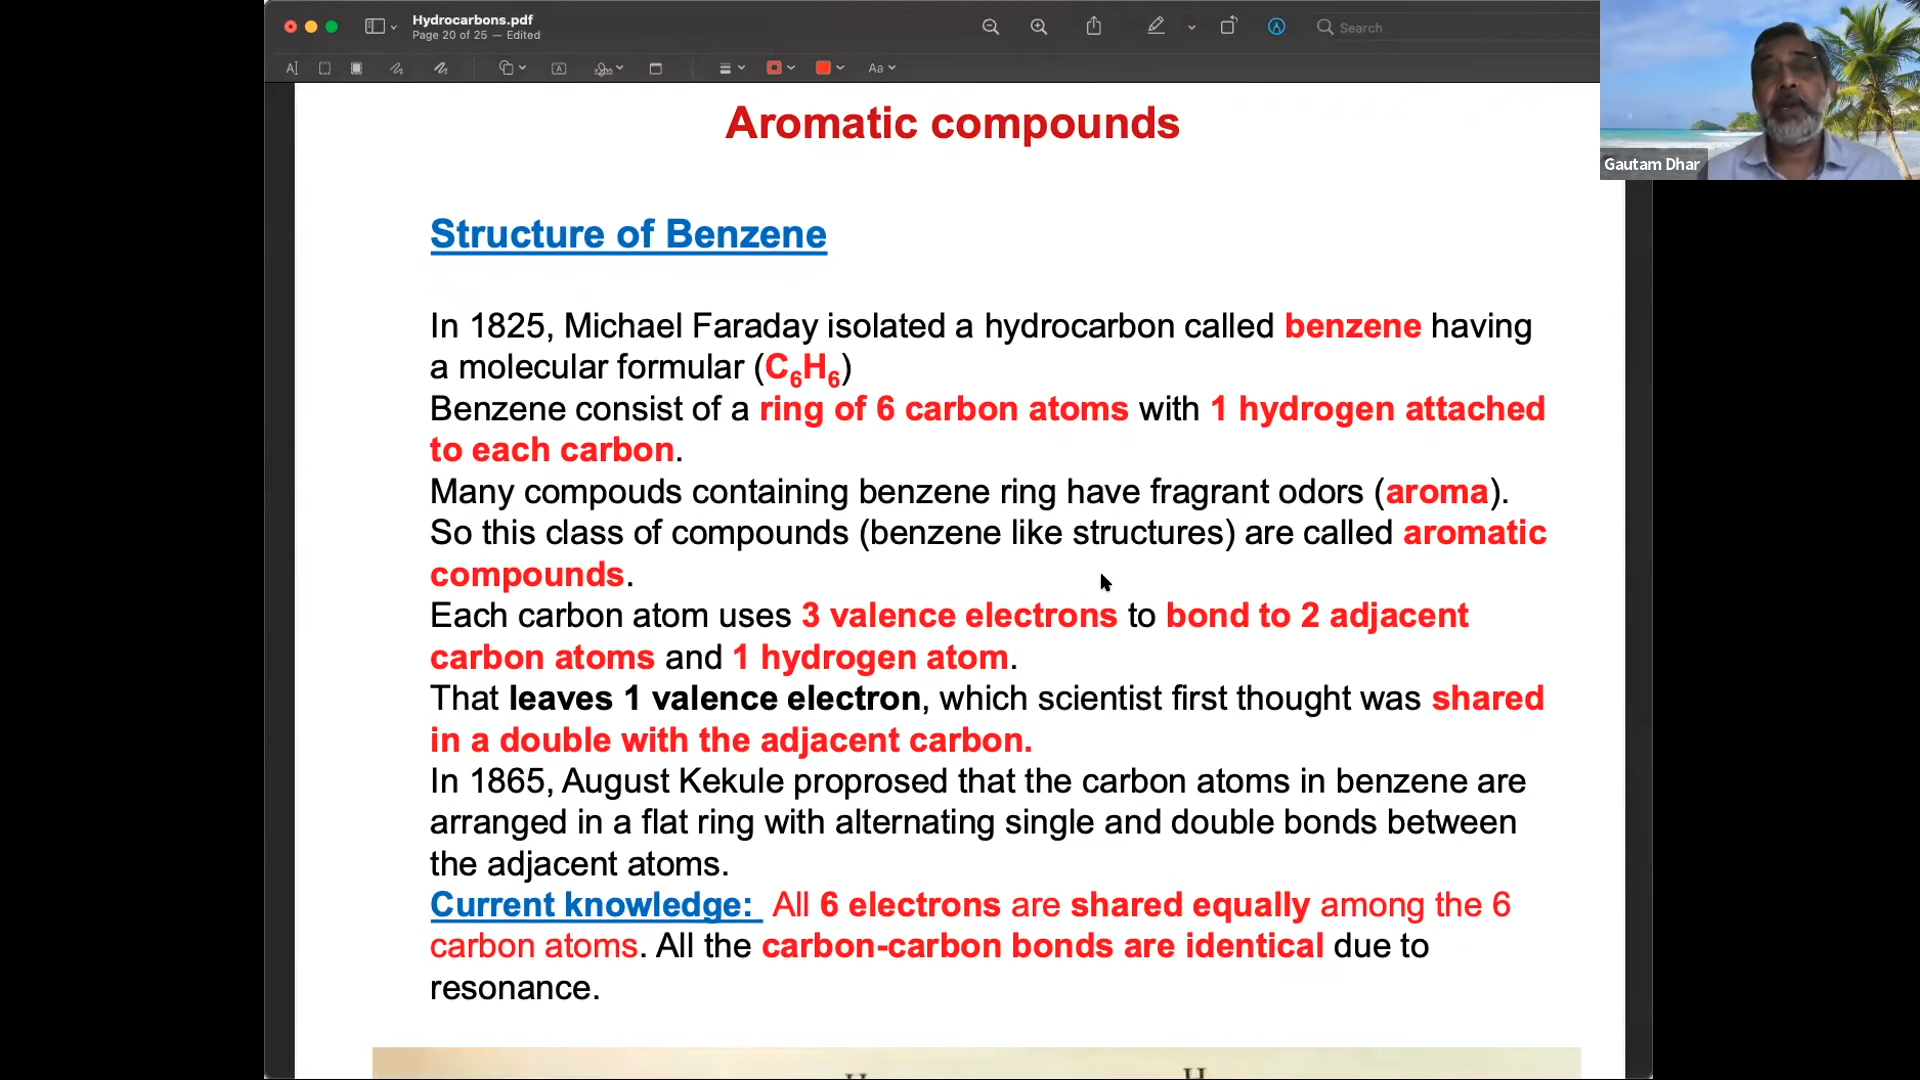 Hydrocarbons.pdf
Page 20 of 25 — Edited
Search
Aa
Aromatic compounds
Gautam Dhar
Structure of Benzene
In 1825, Michael Faraday isolated a hydrocarbon called benzene having
a molecular formular (C₆H₆)
Benzene consist of a ring of 6 carbon atoms with 1 hydrogen attached
to each carbon.
Many compouds containing benzene ring have fragrant odors (aroma).
So this class of compounds (benzene like structures) are called aromatic
compounds.
Each carbon atom uses 3 valence electrons to bond to 2 adjacent
carbon atoms and 1 hydrogen atom.
That leaves 1 valence electron, which scientist first thought was shared
in a double with the adjacent carbon.
In 1865, August Kekule proprosed that the carbon atoms in benzene are
arranged in a flat ring with alternating single and double bonds between
the adjacent atoms.
Current knowledge: All 6 electrons are shared equally among the 6
carbon atoms. All the carbon-carbon bonds are identical due to
resonance.
H H